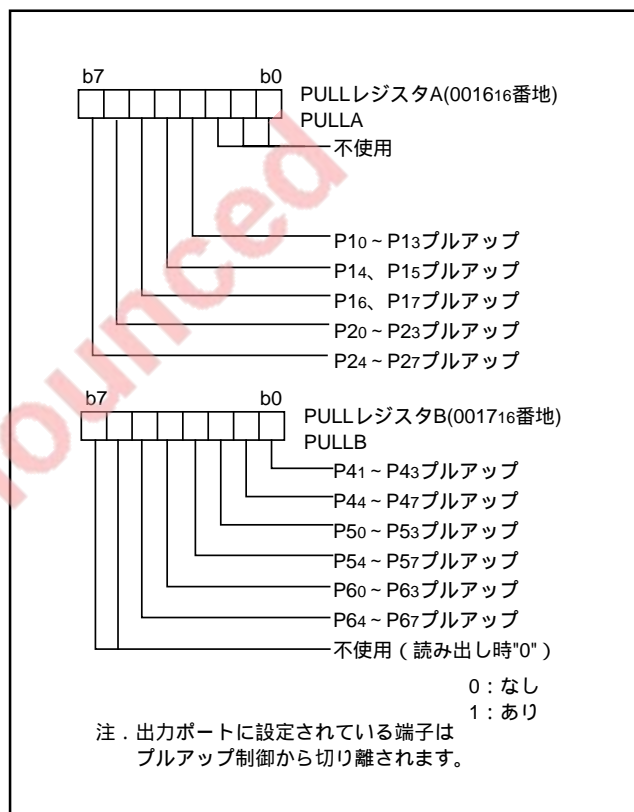 b7 b0
PULLレジスタA(001616番地)
PULLA
不使用
P10 ~ P13プルアップ
P14、P15プルアップ
P16、P17プルアップ
P20 ~ P23プルアップ
P24 ~ P27プルアップ
b7 b0
PULLレジスタB(001716番地)
PULLB
P41 ~ P43プルアップ
P44 ~ P47プルアップ
P50 ~ P53プルアップ
P54 ~ P57プルアップ
P60 ~ P63プルアップ
P64 ~ P67プルアップ
不使用(読み出し時"0")
0:なし
1:あり
注.出力ポートに設定されている端子は
プルアップ制御から切り離されます。
ounced